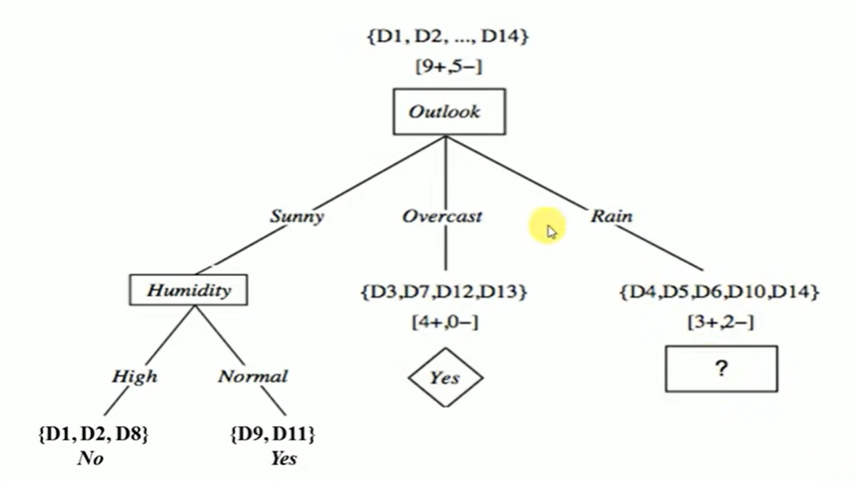 {D1, D2, ..., D14}
[9+,5−]
Outlook
Sunny
Overcast
Rain
Humidity
{D3,D7,D12,D13}
{D4,D5,D6,D10,D14}
[4+,0−]
[3+,2−]
Yes
?
High
Normal
{D1, D2, D8}
{D9, D11}
No
Yes